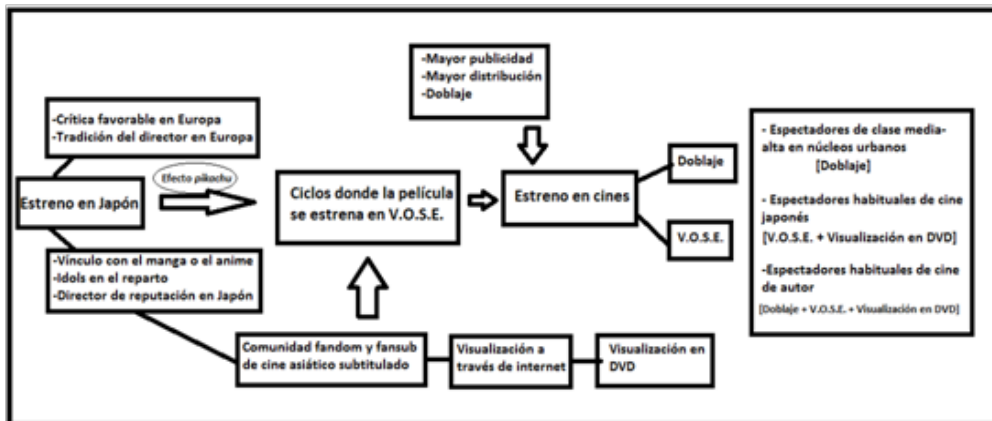 -Mayor publicidad
-Mayor distribución
-Doblaje
-Crítica favorable en Europa
-Tradición del director en Europa
Efecto pikachu
Estreno en Japón
Ciclos donde la película
se estrena en V.O.S.E.
Estreno en cines
Doblaje
V.O.S.E.
- Espectadores de clase media-
alta en núcleos urbanos
[Doblaje]
- Espectadores habituales de cine
japonés
[V.O.S.E. + Visualización en DVD]
-Espectadores habituales de cine
de autor
[Doblaje + V.O.S.E. + Visualización en DVD]
-Vínculo con el manga o el anime
-Idols en el reparto
-Director de reputación en Japón
Comunidad fandom y fansub
de cine asiático subtitulado
Visualización a
través de internet
Visualización en
DVD